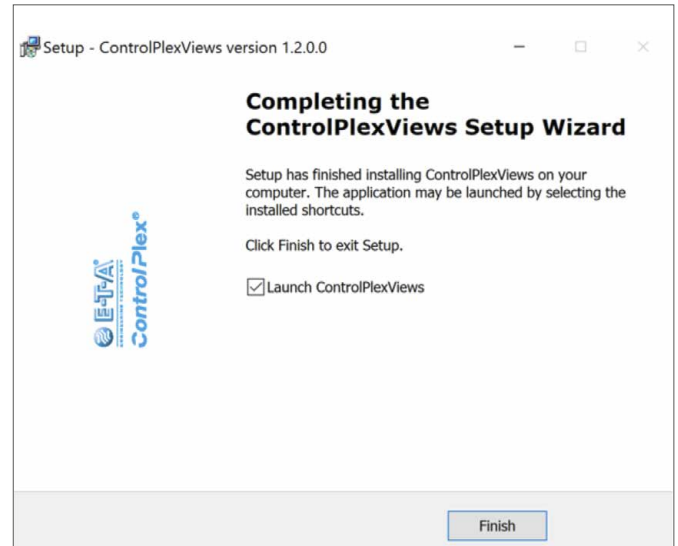 Setup - ControlPlexViews version 1.2.0.0
Completing the
ControlPlexViews Setup Wizard
Setup has finished installing ControlPlexViews on your
computer. The application may be launched by selecting the
installed shortcuts.
Click Finish to exit Setup.
Launch ControlPlexViews
E-T-A®
ControlPlex®
Finish